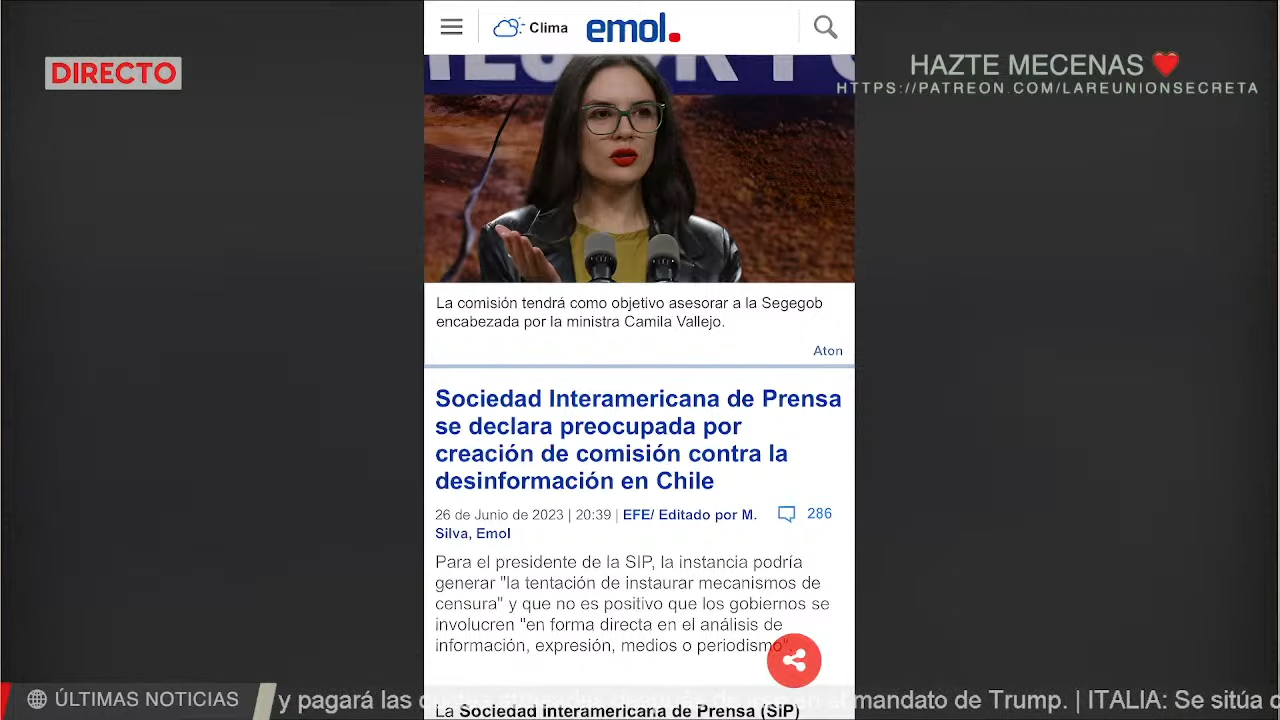 Clima
emol.
DIRECTO
HAZTE MECENAS
HTTPS://PATREON.COM/LAREUNIONSECRETA
La comisión tendrá como objetivo asesorar a la Segegob
encabezada por la ministra Camila Vallejo.
Aton
Sociedad Interamericana de Prensa
se declara preocupada por
creación de comisión contra la
desinformación en Chile
26 de Junio de 2023 | 20:39 | EFE/ Editado por M.
Silva, Emol
286
Para el presidente de la SIP, la instancia podría
generar "la tentación de instaurar mecanismos de
censura" y que no es positivo que los gobiernos se
involucren "en forma directa en el análisis de
información, expresión, medios o periodismo".
La Sociedad Interamericana de Prensa (SIP)
ÚLTIMAS NOTICIAS
y pagará las mandato de Trump. | ITALIA: Se sitúa